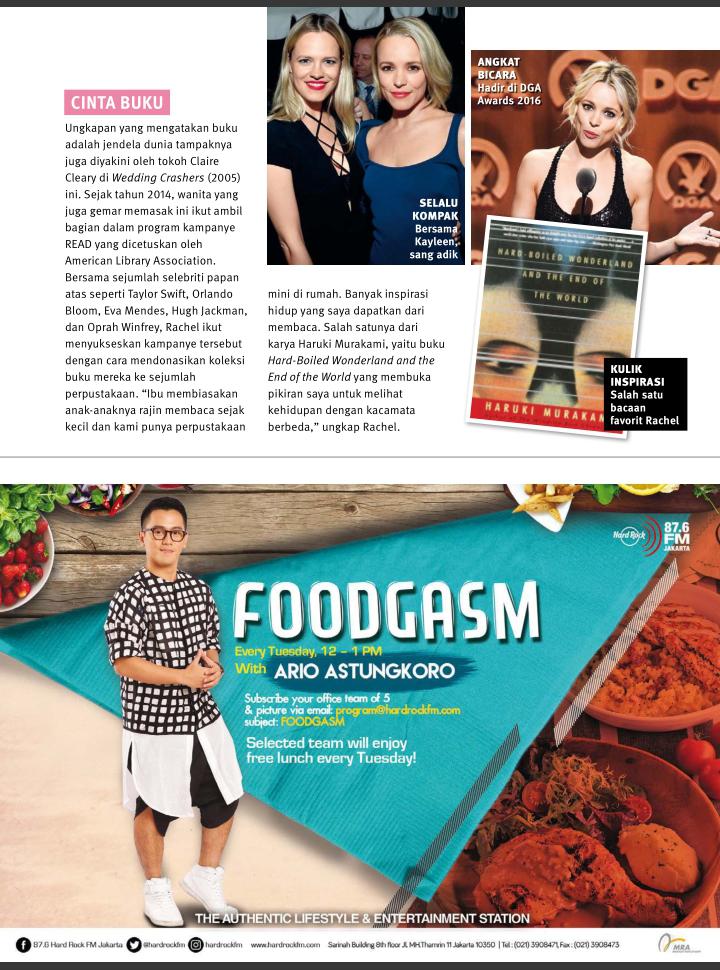 CINTA BUKU
Ungkapan yang mengatakan buku
adalah jendela dunia tampaknya
juga diyakini oleh tokoh Claire
Cleary di Wedding Crashers (2005)
ini. Sejak tahun 2014, wanita yang
juga gemar memasak ini ikut ambil
bagian dalam program kampanye
READ yang dicetuskan oleh
American Library Association.
Bersama sejumlah selebriti papan
atas seperti Taylor Swift, Orlando
Bloom, Eva Mendes, Hugh Jackman,
dan Oprah Winfrey, Rachel ikut
menyukseskan kampanye tersebut
dengan cara mendonasikan koleksi
buku mereka ke sejumlah
perpustakaan. “Ibu membiasakan
anak-anaknya rajin membaca sejak
kecil dan kami punya perpustakaan
mini di rumah. Banyak inspirasi
hidup yang saya dapatkan dari
membaca. Salah satunya dari
karya Haruki Murakami, yaitu buku
Hard-Boiled Wonderland and the
End of the World yang membuka
pikiran saya untuk melihat
kehidupan dengan kacamata
berbeda,” ungkap Rachel.
SELALU
KOMPAK
Bersama
Kayleen,
sang adik
ANGKAT
BICARA
Hadir di DGA
Awards 2016
DGA
DGA
HARD-BOILED WONDERLAND
AND THE END OF
THE WORLD
HARUKI MURAKAM
KULIK
INSPIRASI
Salah satu
bacaan
favorit Rachel
Hard Rock
87.6
FM
JAKARTA
FOODGASM
Every Tuesday, 12 - 1 PM
With ARIO ASTUNGKORO
Subscribe your office team of 5
& picture via email: program@hardrockfm.com
subject: FOODGASM
Selected team will enjoy
free lunch every Tuesday!
THE AUTHENTIC LIFESTYLE & ENTERTAINMENT STATION
87.6 Hard Rock FM Jakarta @hardrockfm hardrockfm www.hardrockfm.com Sarinah Building 8th floor Jl. MH.Thamrin 11 Jakarta 10350 | Tel : (021) 3908471, Fax : (021) 3908473
MRA